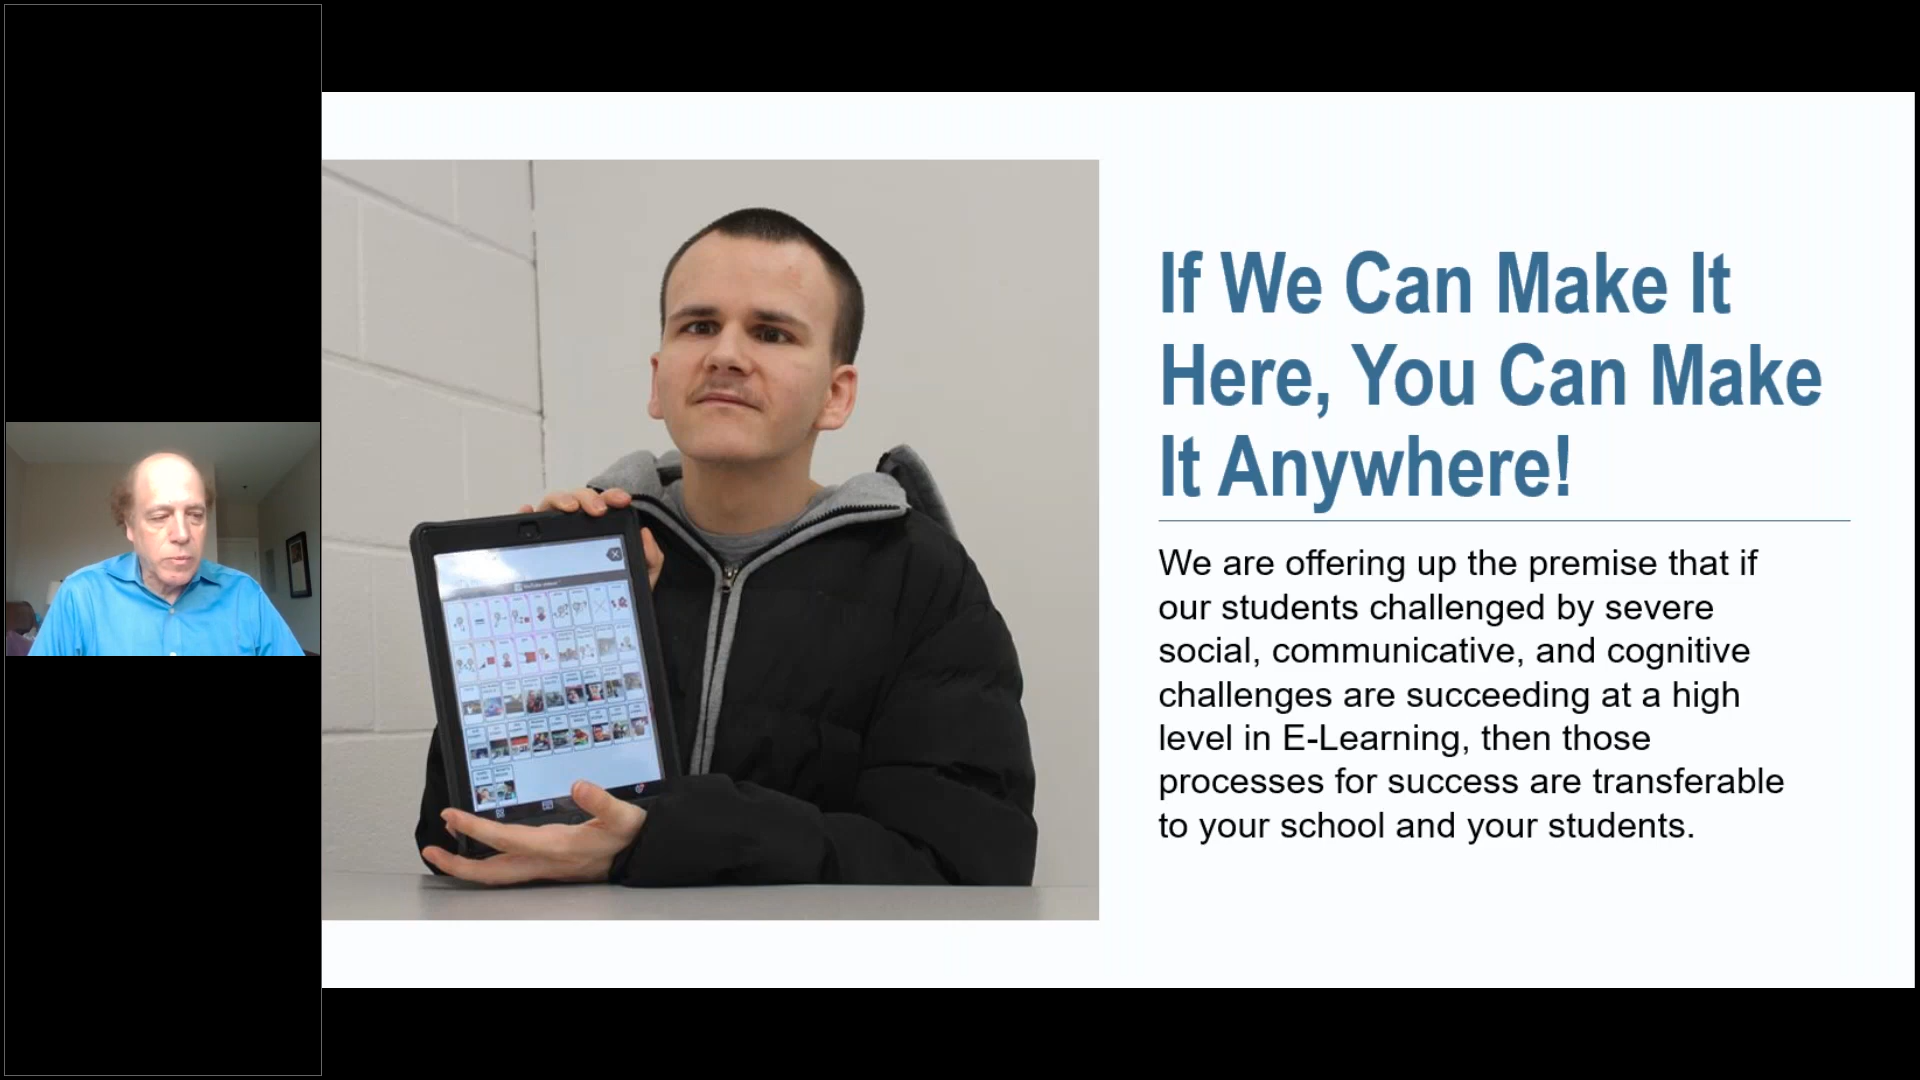 If We Can Make It
Here, You Can Make
It Anywhere!
We are offering up the premise that if
our students challenged by severe
social, communicative, and cognitive
challenges are succeeding at a high
level in E-Learning, then those
processes for success are transferable
to your school and your students.